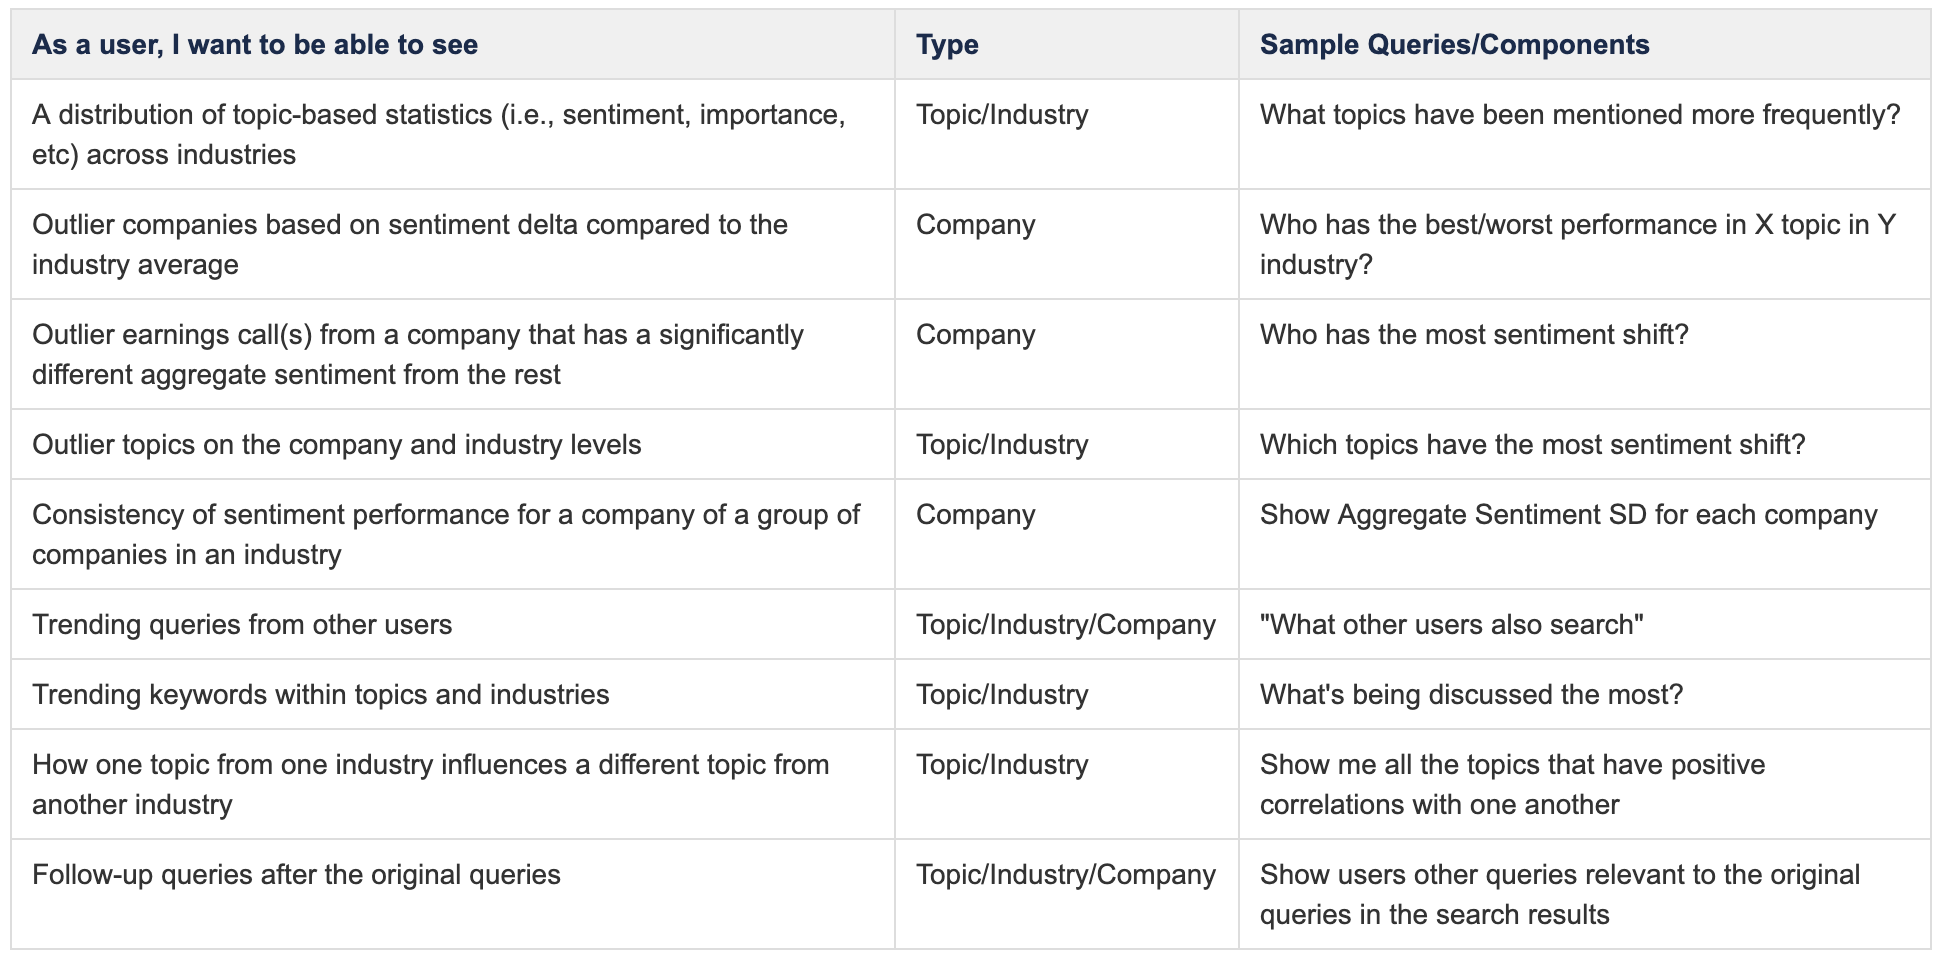 As a user, I want to be able to see
Type
Sample Queries/Components
A distribution of topic-based statistics (i.e., sentiment, importance,
etc) across industries
Topic/Industry
What topics have been mentioned more frequently?
Outlier companies based on sentiment delta compared to the
industry average
Company
Who has the best/worst performance in X topic in Y
industry?
Outlier earnings call(s) from a company that has a significantly
different aggregate sentiment from the rest
Company
Who has the most sentiment shift?
Outlier topics on the company and industry levels
Topic/Industry
Which topics have the most sentiment shift?
Consistency of sentiment performance for a company of a group of
companies in an industry
Company
Show Aggregate Sentiment SD for each company
Trending queries from other users
Topic/Industry/Company
"What other users also search"
Trending keywords within topics and industries
Topic/Industry
What's being discussed the most?
How one topic from one industry influences a different topic from
another industry
Topic/Industry
Show me all the topics that have positive
correlations with one another
Follow-up queries after the original queries
Topic/Industry/Company
Show users other queries relevant to the original
queries in the search results